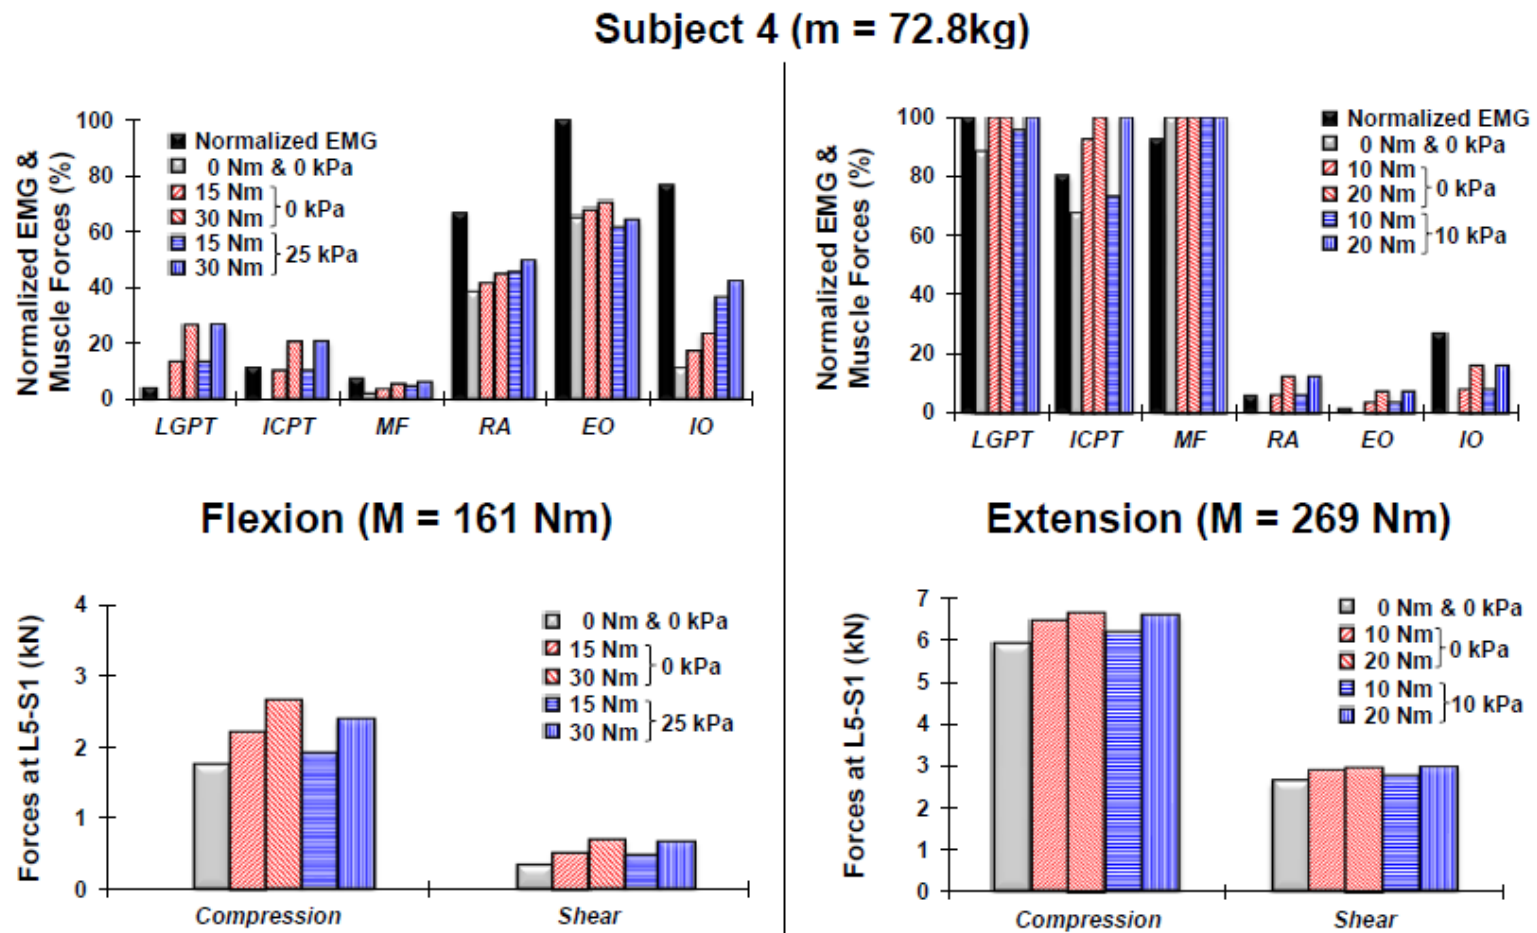 Subject 4 (m = 72.8kg)
Normalized EMG &
Muscle Forces (%)
100
80
60
40
20
0
Normalized EMG
0 Nm & 0 kPa
15 Nm
30 Nm
0 kPa
15 Nm
30 Nm
25 kPa
LGPT ICPT MF RA EO IO
Flexion (M = 161 Nm)
Forces at L5-S1 (kN)
4
3
2
1
0
0 Nm & 0 kPa
15 Nm
30 Nm
0 kPa
15 Nm
30 Nm
25 kPa
Compression Shear
Normalized EMG &
Muscle Forces (%)
100
80
60
40
20
0
Normalized EMG
0 Nm & 0 kPa
10 Nm
20 Nm
0 kPa
10 Nm
20 Nm
10 kPa
LGPT ICPT MF RA EO IO
Extension (M = 269 Nm)
Forces at L5-S1 (kN)
7
6
5
4
3
2
1
0
0 Nm & 0 kPa
10 Nm
20 Nm
0 kPa
10 Nm
20 Nm
10 kPa
Compression Shear